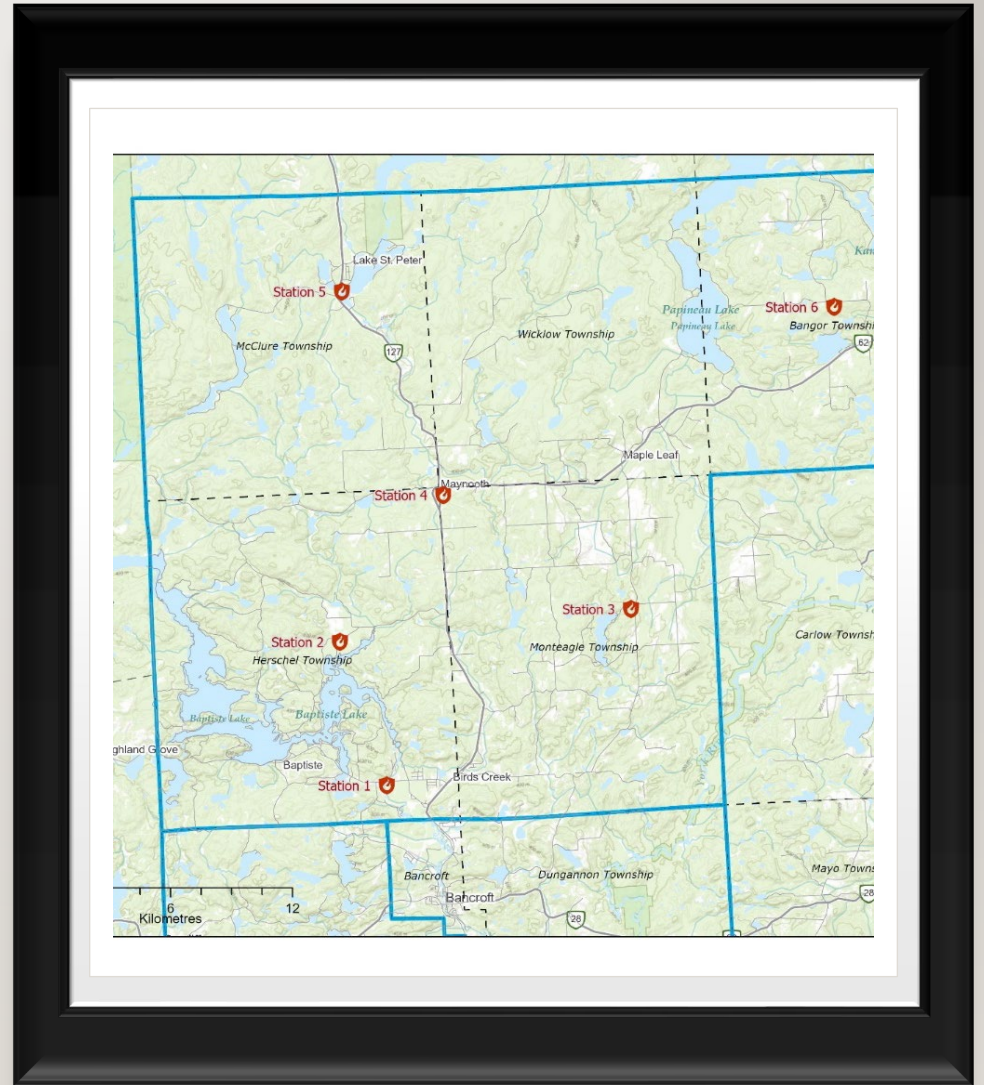 Lake St. Peter
Station 5
Papineau Lake
Papineau Lake
Station 6
Bangor Townsh
Wicklow Township
McClure Township
127
62
Maple Leaf
Maynooth
Station 4
Station 3
Monteagle Township
Carlow Townsh
Station 2
Herschel Township
Baptiste Lake
Baptiste Lake
ghland Grove
Baptiste
Birds Creek
Station 1
Bancroft
Dungannon Township
Mayo Towns
Bancroft
28
28
6
12
Kilometres